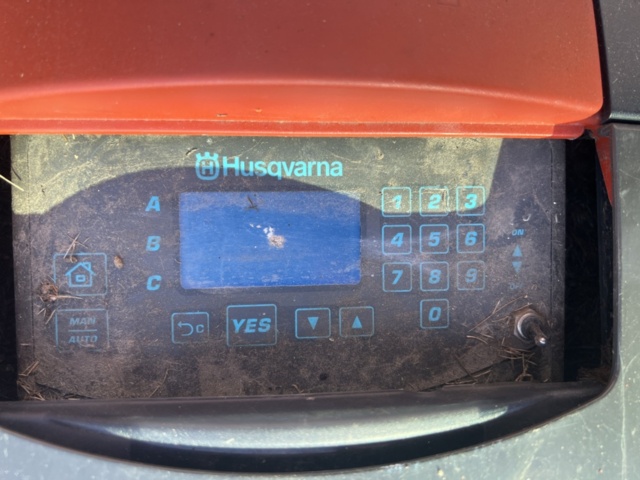 Husqvarna
A
B
C
1 2 3
4 5 6
7 8 9
0
ON
MAN
AUTO
C
YES